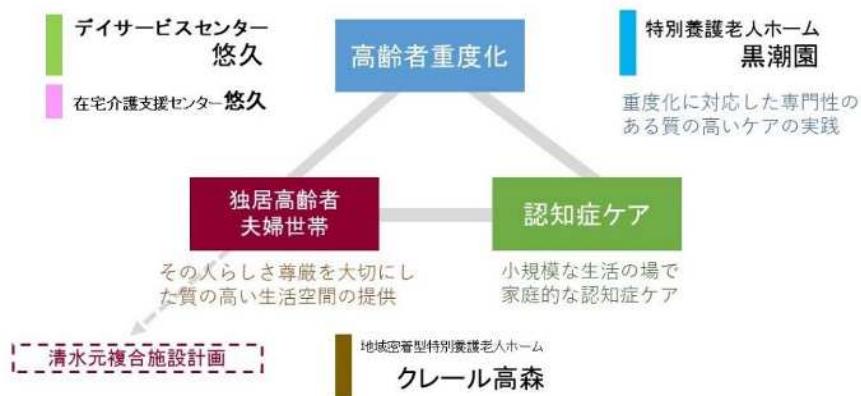 デイサービスセンター
悠久
在宅介護支援センター悠久
高齢者重度化
特別養護老人ホーム
黒潮園
重度化に対応した専門性の
ある質の高いケアの実践
独居高齢者
夫婦世帯
認知症ケア
その人らしさ尊厳を大切にし
た質の高い生活空間の提供
小規模な生活の場で
家庭的な認知症ケア
清水元複合施設計画
地域密着型特別養護老人ホーム
クレール高森